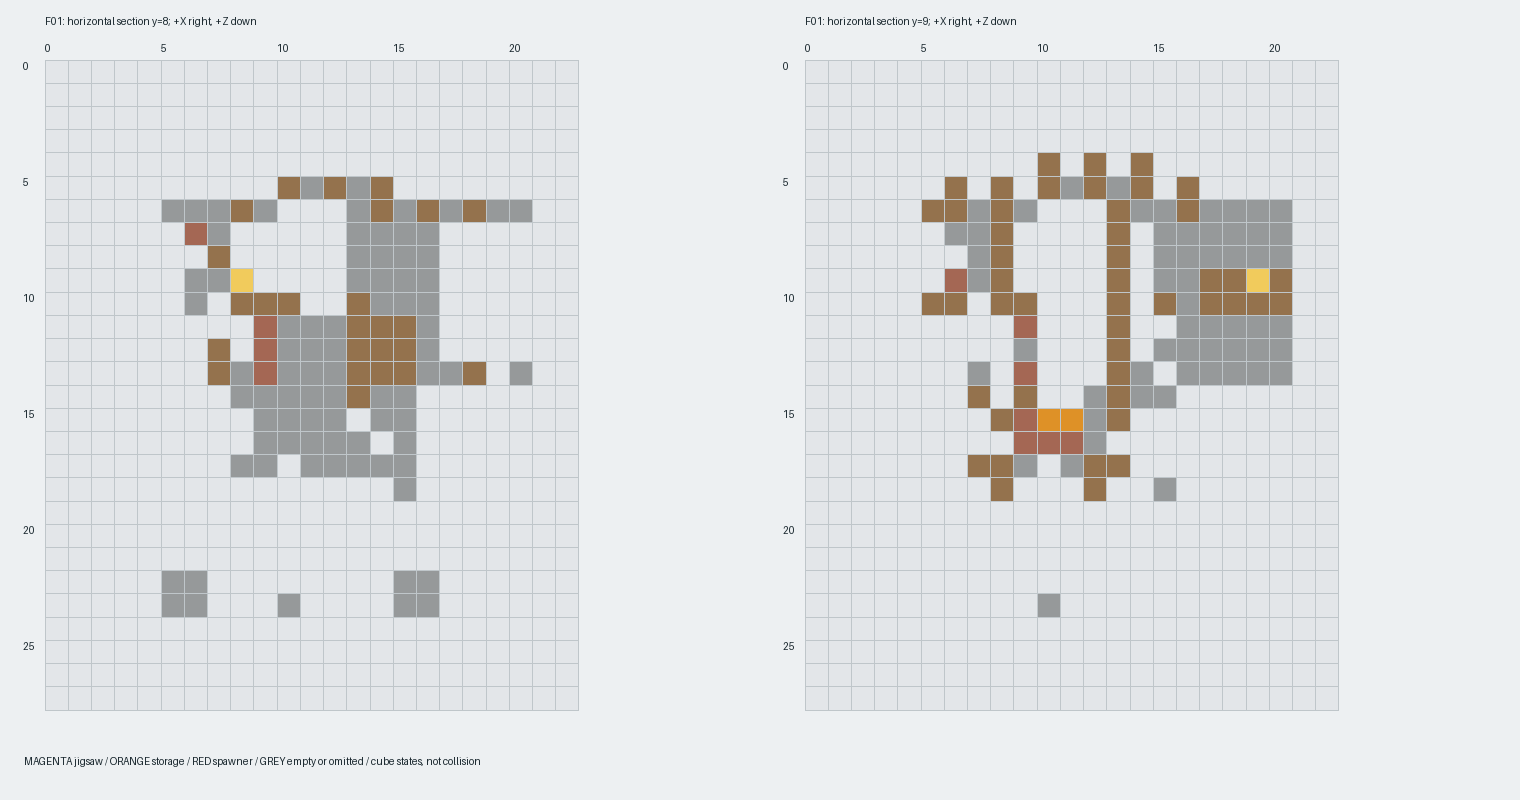 F01: horizontal section y=8; +X right, +Z down
F01: horizontal section y=9; +X right, +Z down
0 5 10 15 20
0 5 10 15 20
0
0
5
5
10
10
15
15
20
20
25
25
MAGENTA jigsaw / ORANGE storage / RED spawner / GREY empty or omitted / cube states, not collision